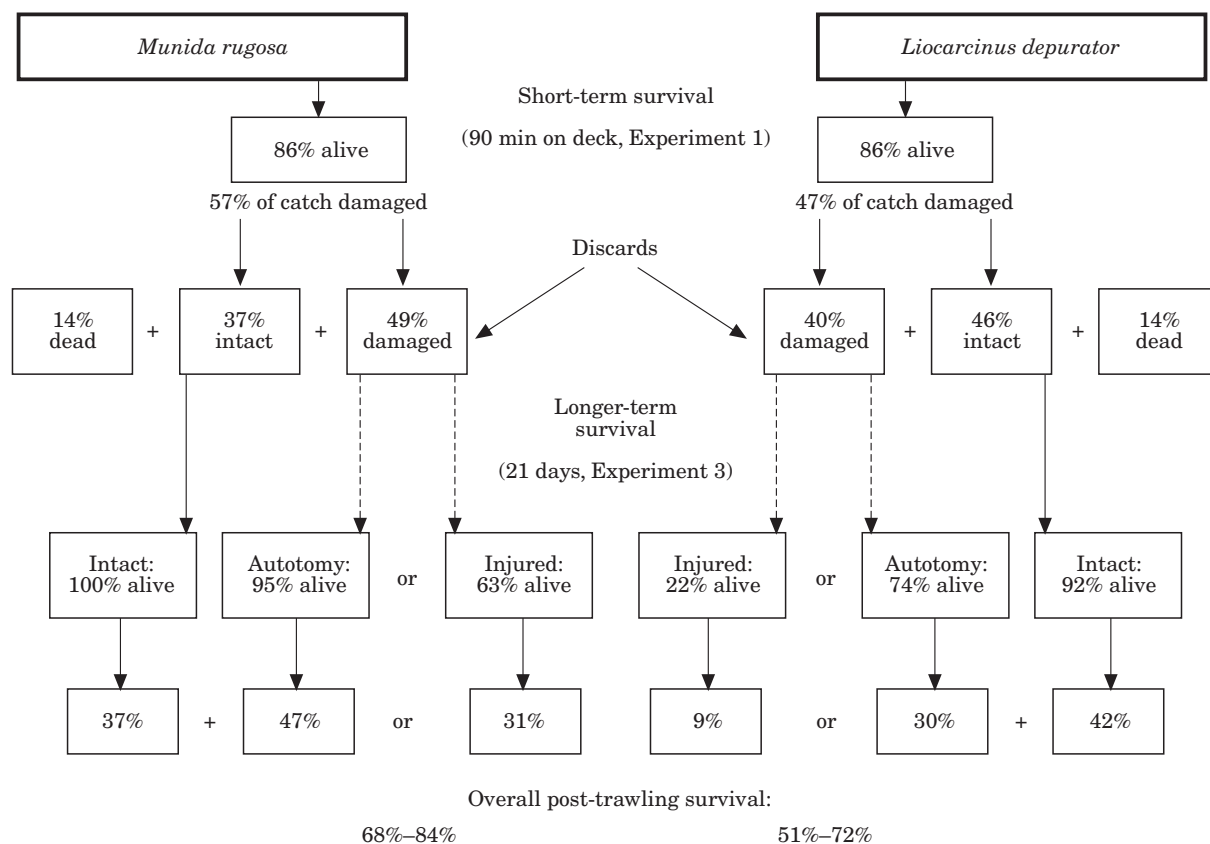 Munida rugosa
Liocarcinus depurator
Short-term survival
(90 min on deck, Experiment 1)
86% alive
86% alive
57% of catch damaged
47% of catch damaged
Discards
14%
dead
+
37%
intact
+
49%
damaged
40%
damaged
+
46%
intact
+
14%
dead
Longer-term
survival
(21 days, Experiment 3)
Intact:
100% alive
Autotomy:
95% alive
or
Injured:
63% alive
Injured:
22% alive
or
Autotomy:
74% alive
Intact:
92% alive
37%
+
47%
or
31%
9%
or
30%
+
42%
Overall post-trawling survival:
68%–84%
51%–72%